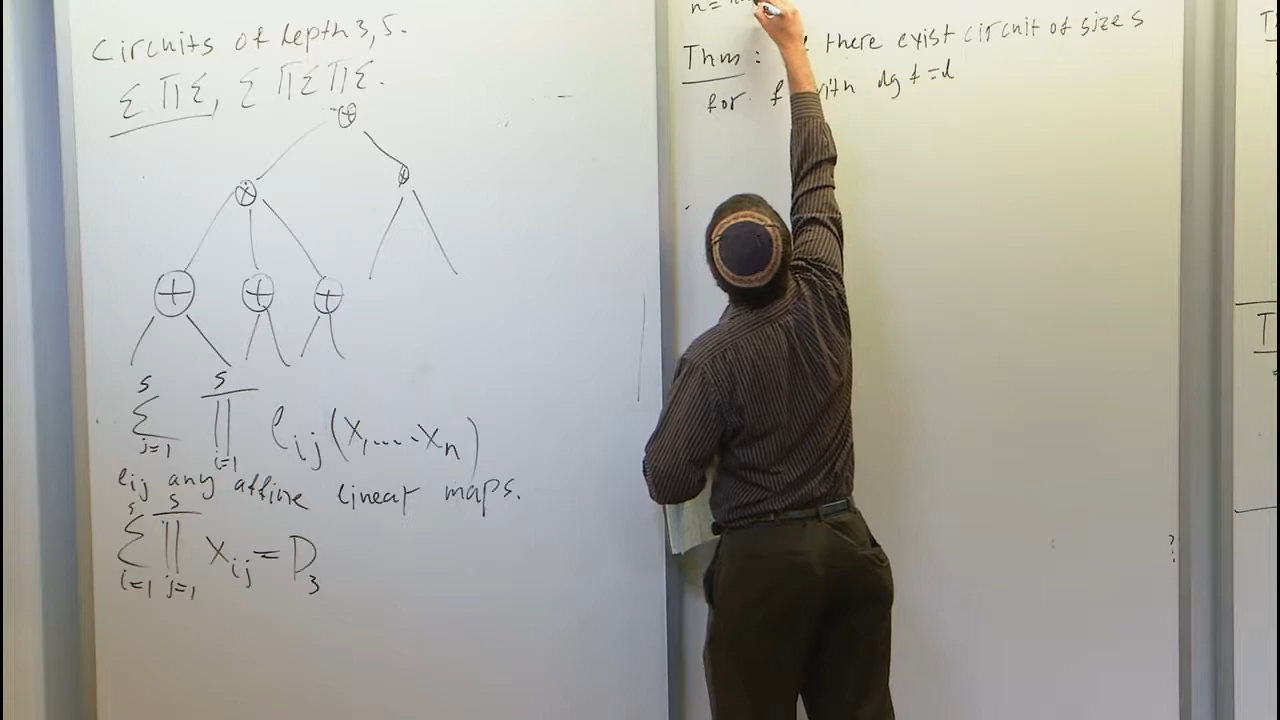 Circuits of depth 3, 5.
Σ Π Σ, Σ Π Σ Π Σ.
+
× ×
+ + +
s s
Σ Π ℓij (x1, .... xn)
j=1 i=1
ℓij any affine linear maps.
s s
Σ Π xij = P3
i=1 j=1
n =
Thm : there exist circuit of size s
for f with dg f = d
T
T
?